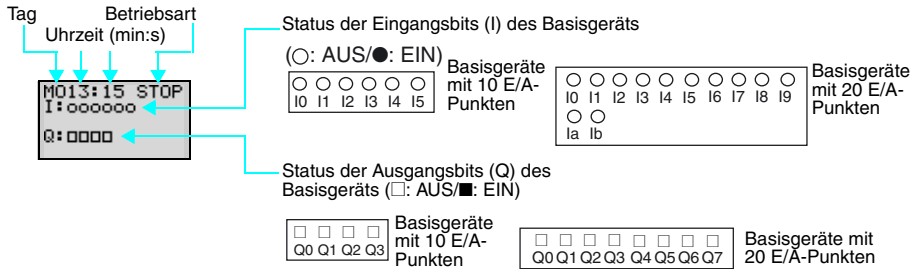 Tag
Betriebsart
Uhrzeit (min:s)
MO13:15 STOP
I:oooooo
Q:□□□□
Status der Eingangsbits (I) des Basisgeräts
(○: AUS/●: EIN)
I0 I1 I2 I3 I4 I5
Basisgeräte
mit 10 E/A-
Punkten
I0 I1 I2 I3 I4 I5 I6 I7 I8 I9
Ia Ib
Basisgeräte
mit 20 E/A-
Punkten
Status der Ausgangsbits (Q) des
Basisgeräts (□: AUS/■: EIN)
Q0 Q1 Q2 Q3
Basisgeräte
mit 10 E/A-
Punkten
Q0 Q1 Q2 Q3 Q4 Q5 Q6 Q7
Basisgeräte mit
20 E/A-Punkten